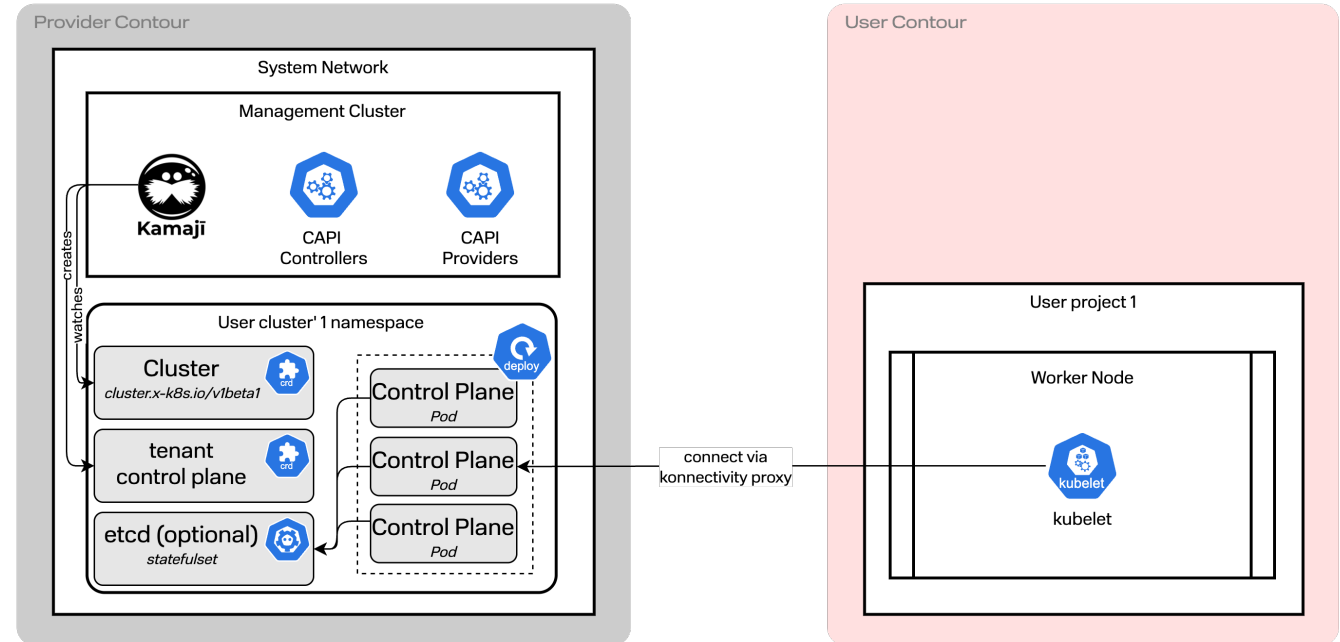 Provider Contour
System Network
Management Cluster
Kamajī
CAPI
Controllers
CAPI
Providers
creates
watches
User cluster' 1 namespace
deploy
Cluster
cluster.x-k8s.io/v1beta1
crd
tenant
control plane
crd
etcd (optional)
statefulset
Control Plane
Pod
Control Plane
Pod
Control Plane
Pod
connect via
konnectivity proxy
User Contour
User project 1
Worker Node
kubelet
kubelet